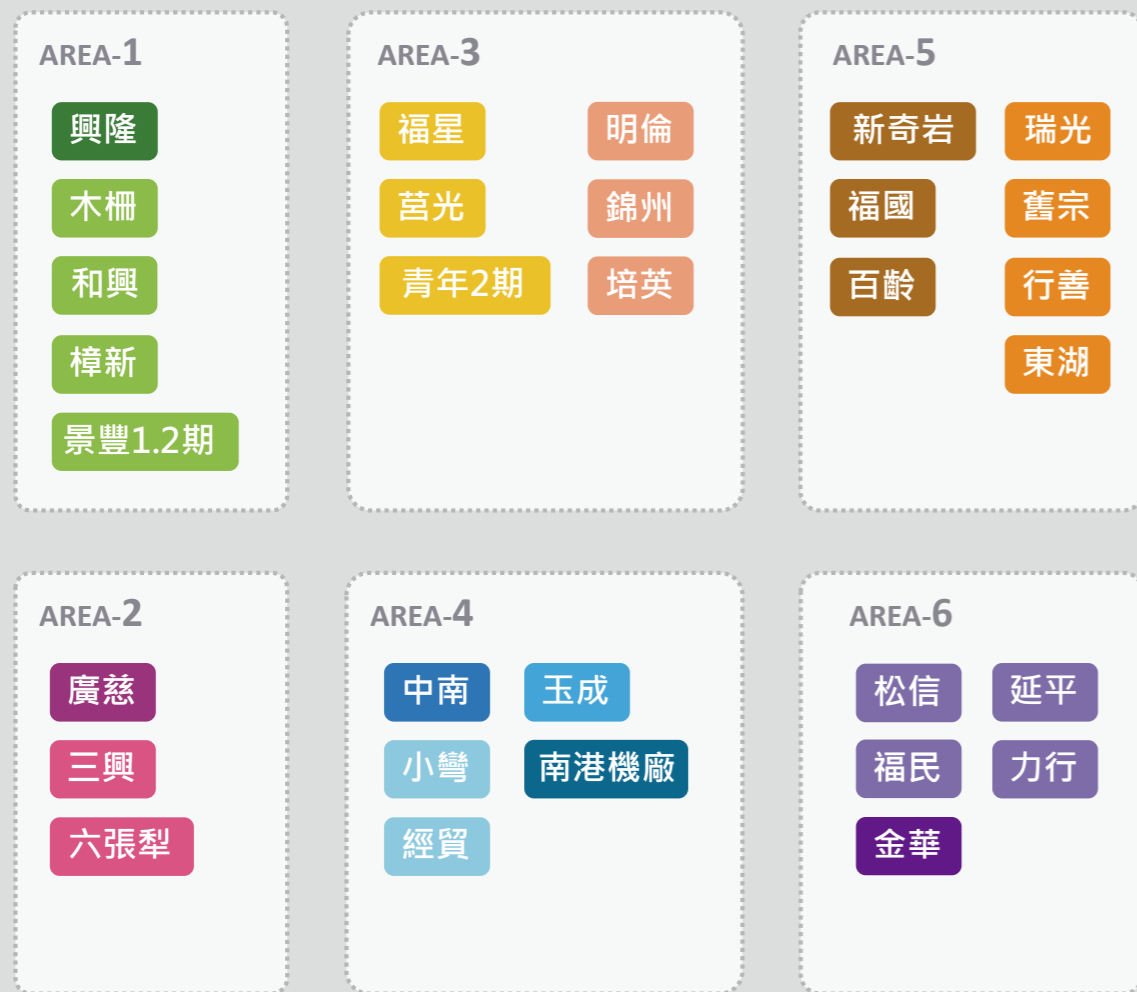 AREA-1
興隆
木柵
和興
樟新
景豐1.2期
AREA-3
福星
莒光
青年2期
明倫
錦州
培英
AREA-5
新奇岩
福國
百齡
瑞光
舊宗
行善
東湖
AREA-2
廣慈
三興
六張犁
AREA-4
中南
小彎
經貿
玉成
南港機廠
AREA-6
松信
福民
金華
延平
力行